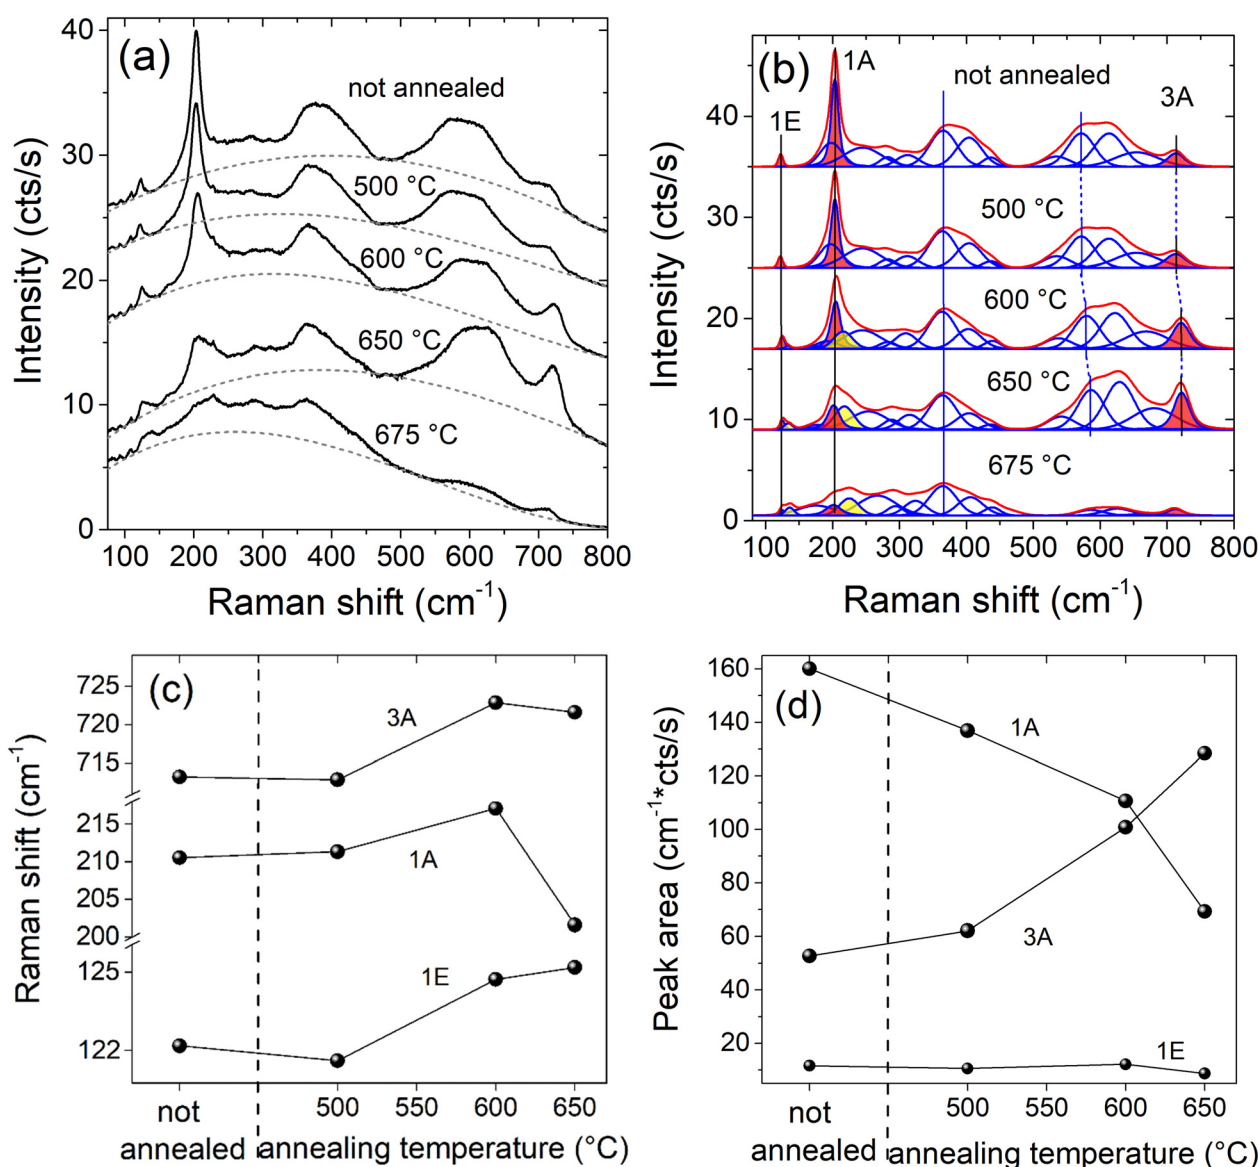 (a)
not annealed
500 °C
600 °C
650 °C
675 °C
40
30
20
10
0
Intensity (cts/s)
100 200 300 400 500 600 700 800
Raman shift (cm-1)
(b)
1E
1A
not annealed
3A
500 °C
600 °C
650 °C
675 °C
40
30
20
10
0
Intensity (cts/s)
100 200 300 400 500 600 700 800
Raman shift (cm-1)
(c)
3A
1A
1E
725
720
715
215
210
205
200
125
122
Raman shift (cm-1)
not 500 550 600 650
annealed annealing temperature (°C)
(d)
1A
3A
1E
160
140
120
100
80
60
40
20
Peak area (cm-1*cts/s)
not 500 550 600 650
annealed annealing temperature (°C)